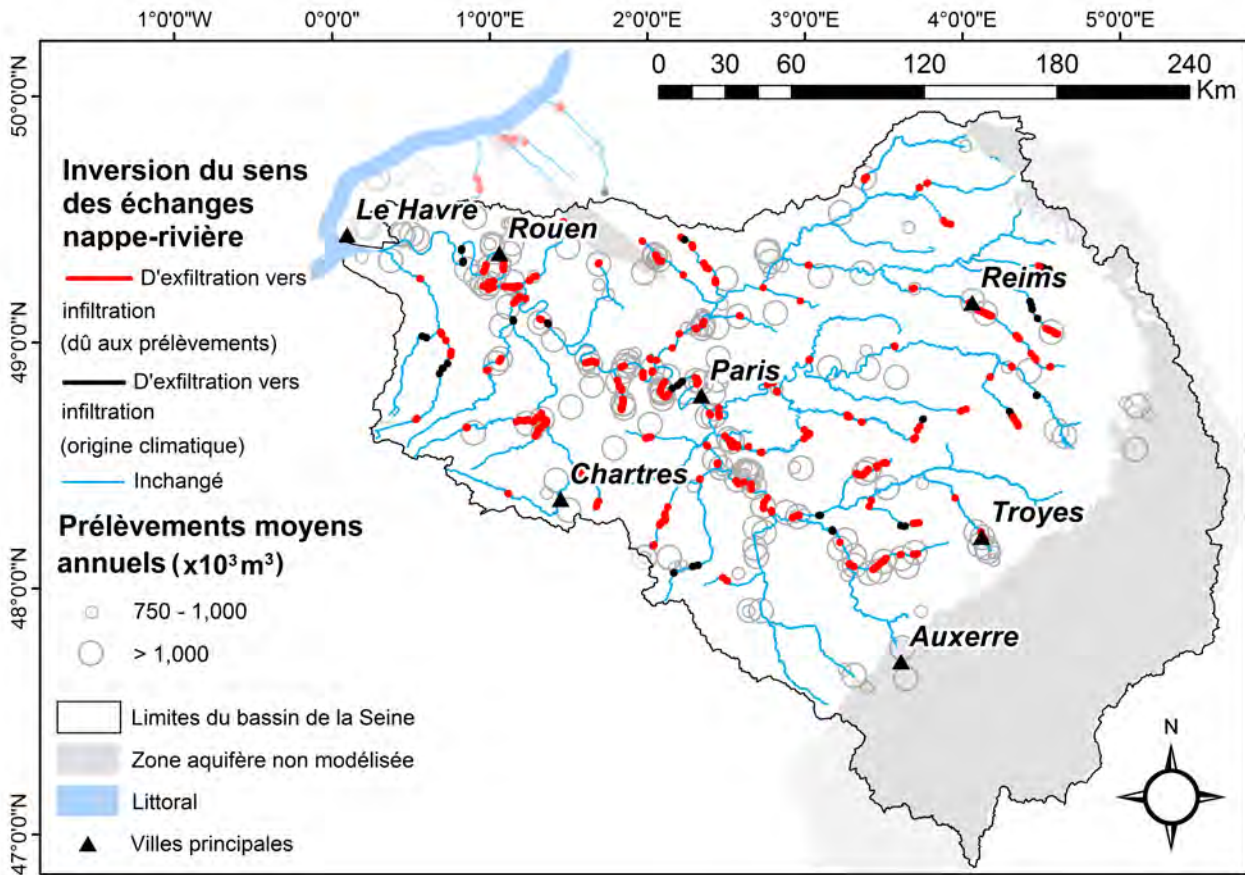 1°0'0"W 0°0'0" 1°0'0"E 2°0'0"E 3°0'0"E 4°0'0"E 5°0'0"E
0 30 60 120 180 240
Km
50°0'0"N
49°0'0"N
48°0'0"N
47°0'0"N
Inversion du sens
des échanges
nappe-rivière
D'exfiltration vers
infiltration
(dû aux prélèvements)
D'exfiltration vers
infiltration
(origine climatique)
Inchangé
Prélèvements moyens
annuels (x10³m³)
750 - 1,000
> 1,000
Limites du bassin de la Seine
Zone aquifère non modélisée
Littoral
Villes principales
Le Havre
Rouen
Reims
Paris
Chartres
Troyes
Auxerre
N